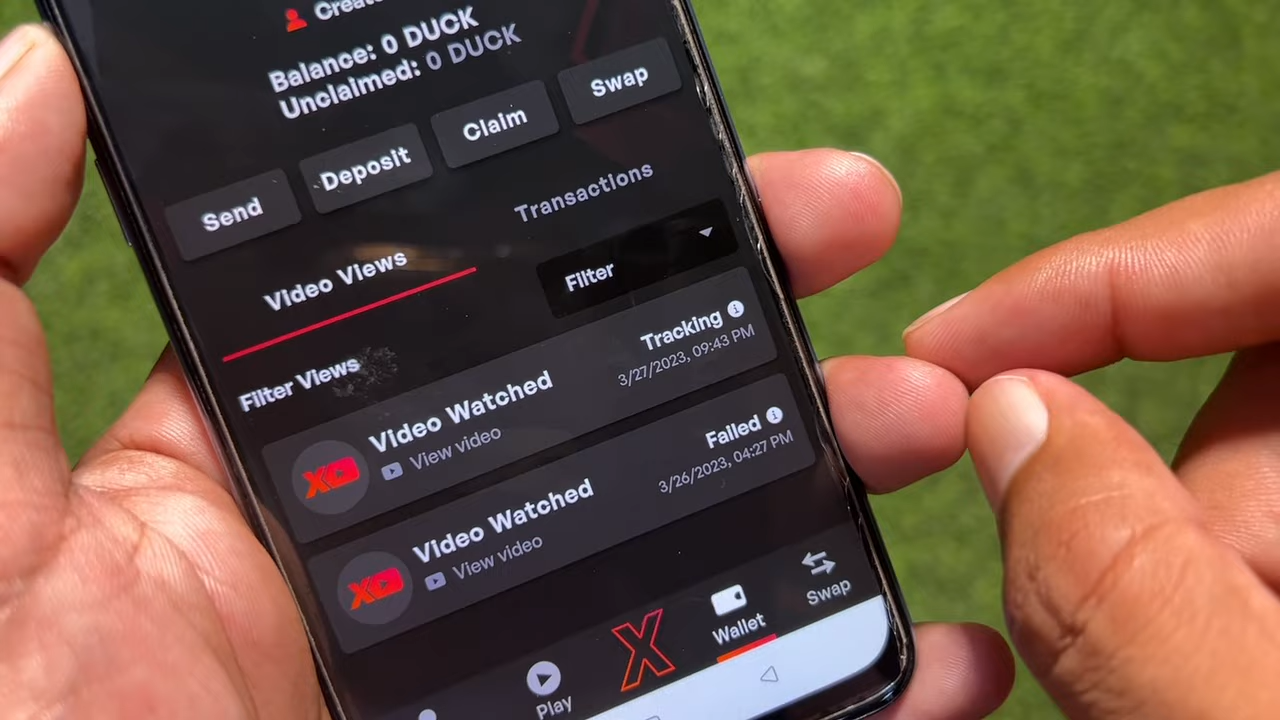 Create
Balance: 0 DUCK
Unclaimed: 0 DUCK
Send
Deposit
Claim
Swap
Video Views
Transactions
Filter Views
Filter
Video Watched
View video
Tracking
3/27/2023, 09:43 PM
Video Watched
View video
Failed
3/26/2023, 04:27 PM
Play
X
Wallet
Swap